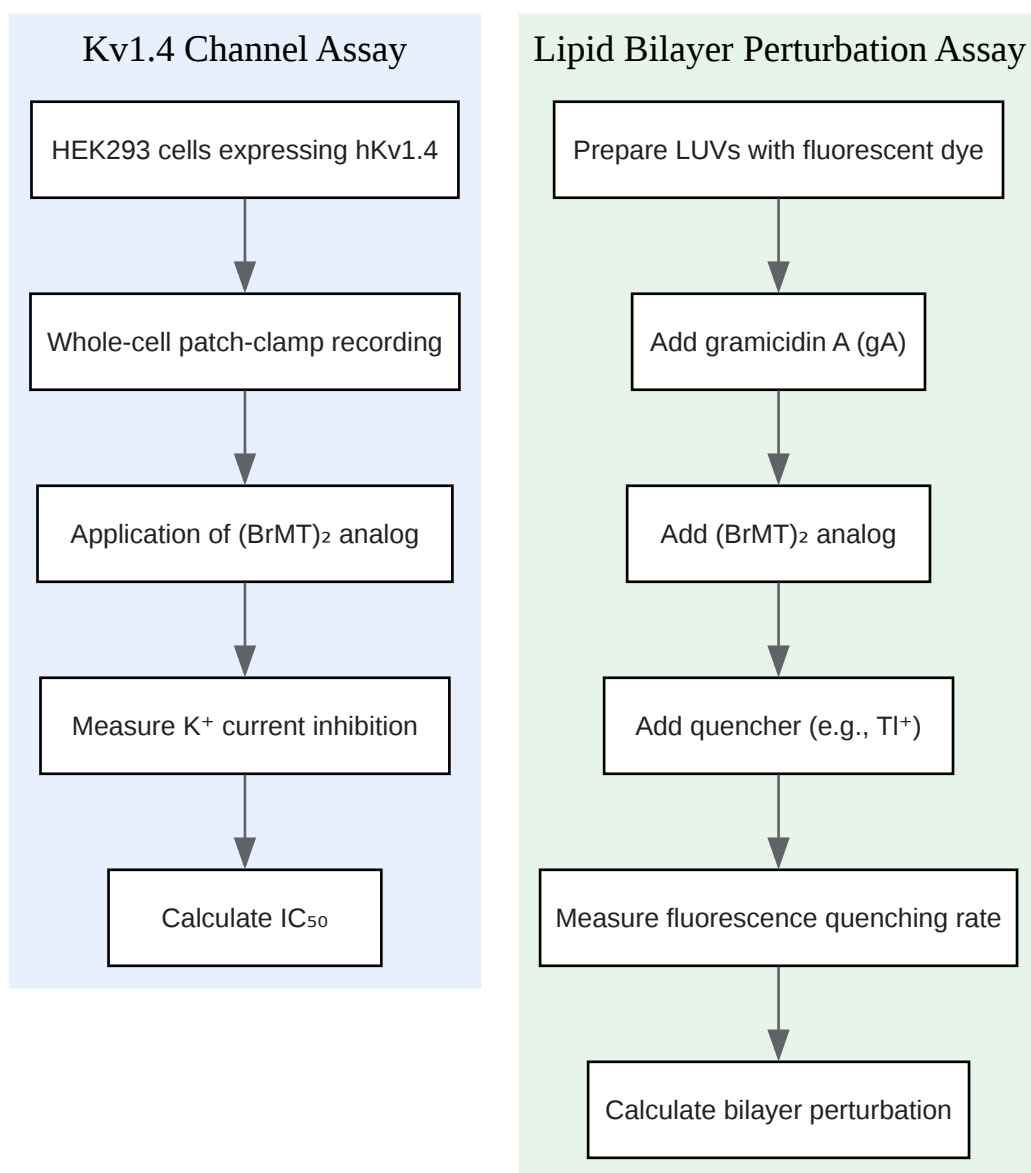 Kv1.4 Channel Assay
HEK293 cells expressing hKv1.4
Whole-cell patch-clamp recording
Application of (BrMT)₂ analog
Measure K⁺ current inhibition
Calculate IC₅₀
Lipid Bilayer Perturbation Assay
Prepare LUVs with fluorescent dye
Add gramicidin A (gA)
Add (BrMT)₂ analog
Add quencher (e.g., Tl⁺)
Measure fluorescence quenching rate
Calculate bilayer perturbation